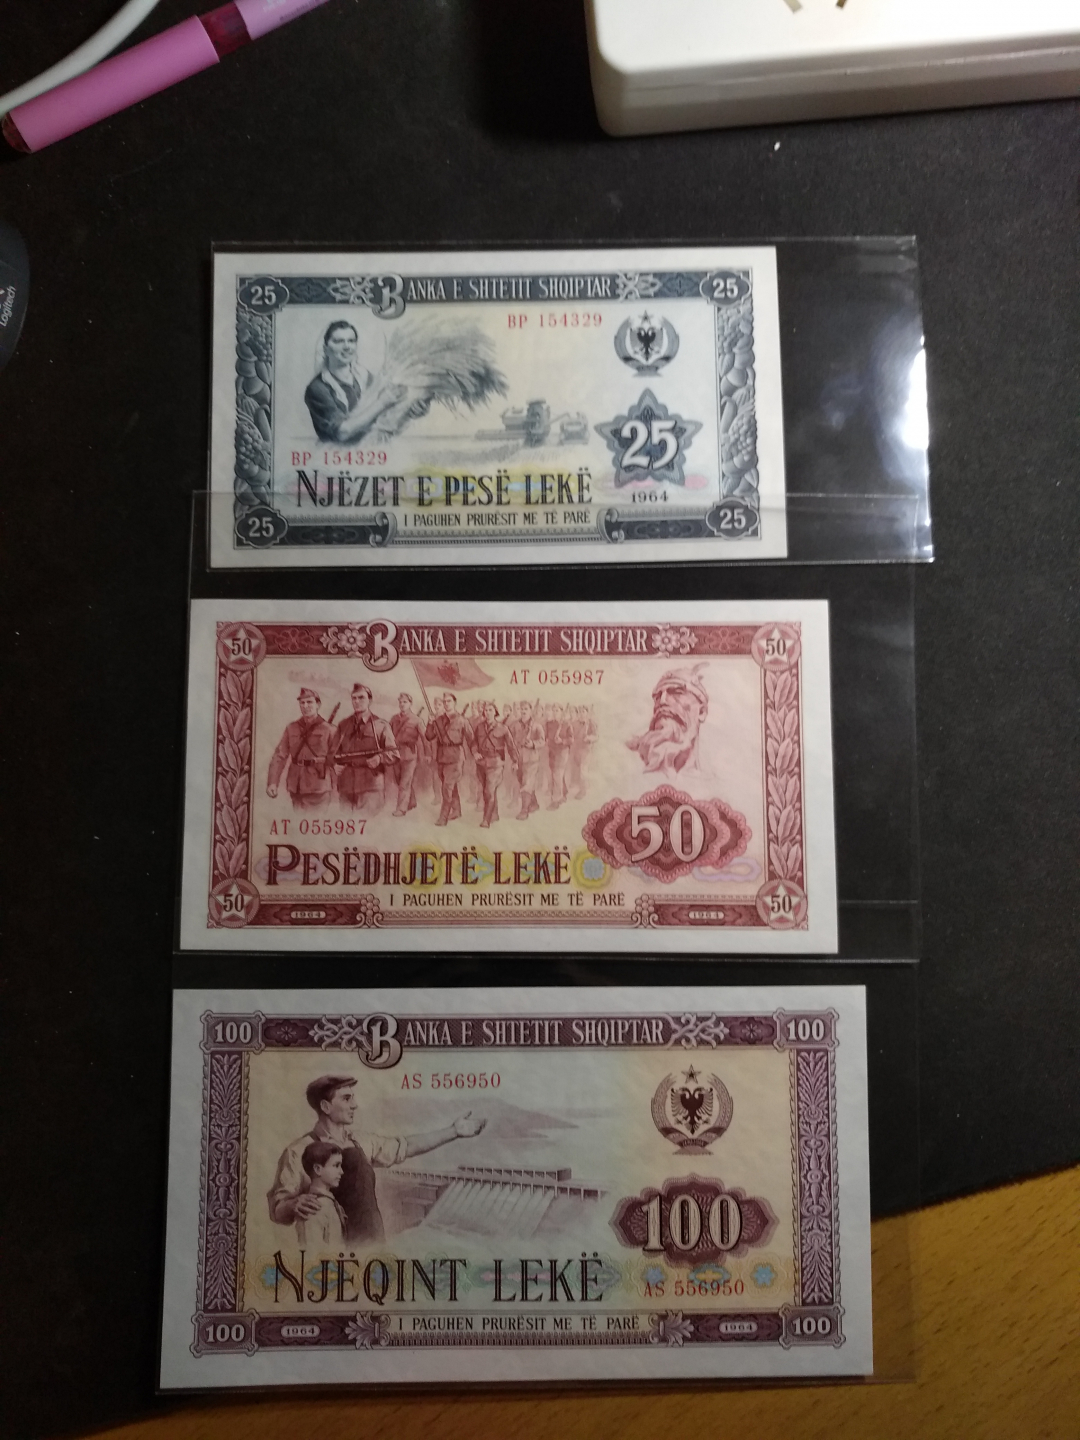 Logitech
25 BANKA E SHTETIT SHQIPTAR 25
BP 154329
25
BP 154329
NJËZET E PESË LEKË
1964
25 I PAGUHEN PRURËSIT ME TË PARË 25
50 BANKA E SHTETIT SHQIPTAR 50
AT 055987
50
AT 055987
PESËDHJETË LEKË
50 1964 I PAGUHEN PRURËSIT ME TË PARË 1964 50
100 BANKA E SHTETIT SHQIPTAR 100
AS 556950
100
NJËQINT LEKË
AS 556950
100 1964 I PAGUHEN PRURËSIT ME TË PARË 1964 100